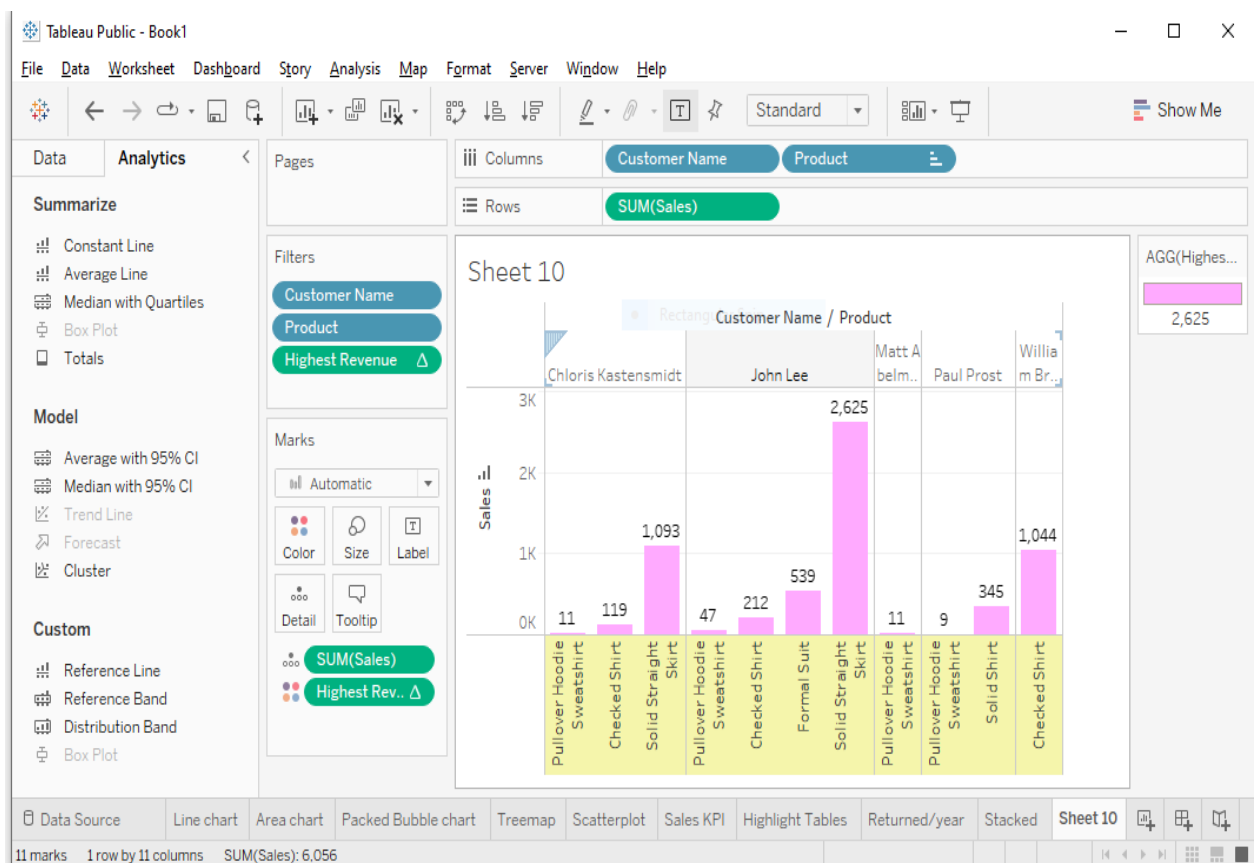 Tableau Public - Book1
File Data Worksheet Dashboard Story Analysis Map Format Server Window Help
Standard
Show Me
Data
Analytics
Summarize
Constant Line
Average Line
Median with Quartiles
Box Plot
Totals
Model
Average with 95% CI
Median with 95% CI
Trend Line
Forecast
Cluster
Custom
Reference Line
Reference Band
Distribution Band
Box Plot
Pages
Filters
Customer Name
Product
Highest Revenue
Marks
Automatic
Color Size Label
Detail Tooltip
SUM(Sales)
Highest Rev..
Columns Customer Name Product
Rows SUM(Sales)
Sheet 10
Customer Name / Product
Chloris Kastensmidt
John Lee
Matt A
belm..
Paul Prost
Willia
m Br..
Sales
3K
2K
1K
0K
11
119
1,093
47
212
539
2,625
11
9
345
1,044
Pullover Hoodie
Sweatshirt
Checked Shirt
Solid Straight
Skirt
Pullover Hoodie
Sweatshirt
Checked Shirt
Formal Suit
Solid Straight
Skirt
Pullover Hoodie
Sweatshirt
Pullover Hoodie
Sweatshirt
Solid Shirt
Checked Shirt
AGG(Highes...
2,625
Data Source Line chart Area chart Packed Bubble chart Treemap Scatterplot Sales KPI Highlight Tables Returned/year Stacked Sheet 10
11 marks 1 row by 11 columns SUM(Sales): 6,056